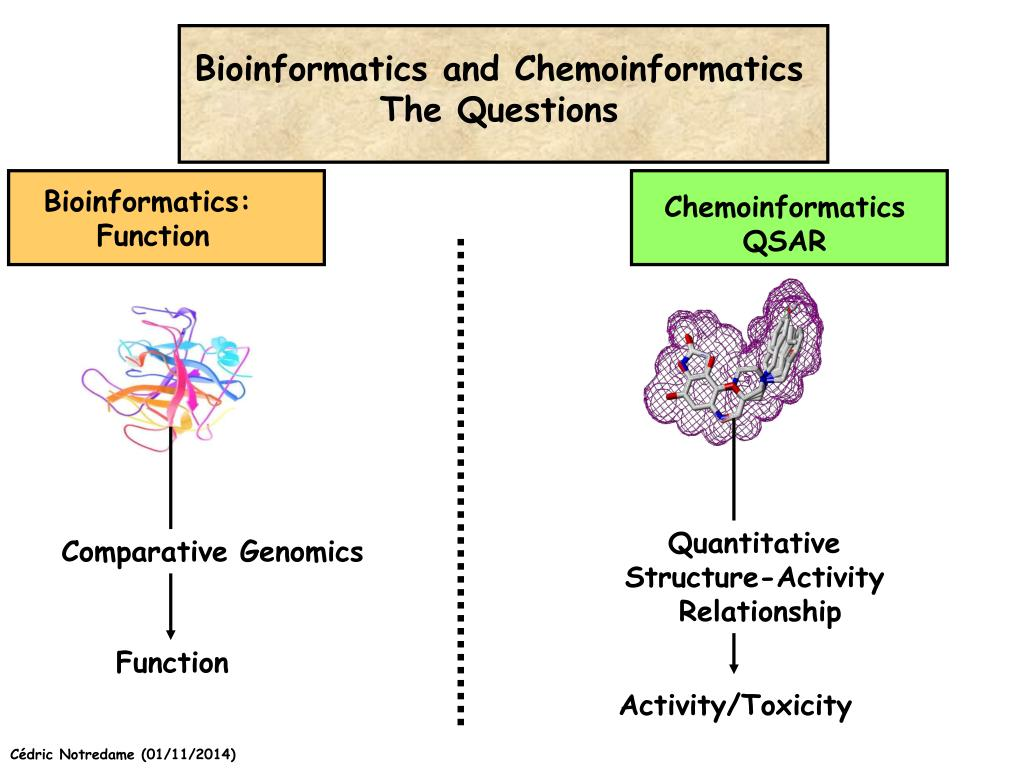 Bioinformatics and Chemoinformatics
The Questions
Bioinformatics:
Function
Chemoinformatics
QSAR
Comparative Genomics
Function
Quantitative
Structure-Activity
Relationship
Activity/Toxicity
Cédric Notredame (01/11/2014)